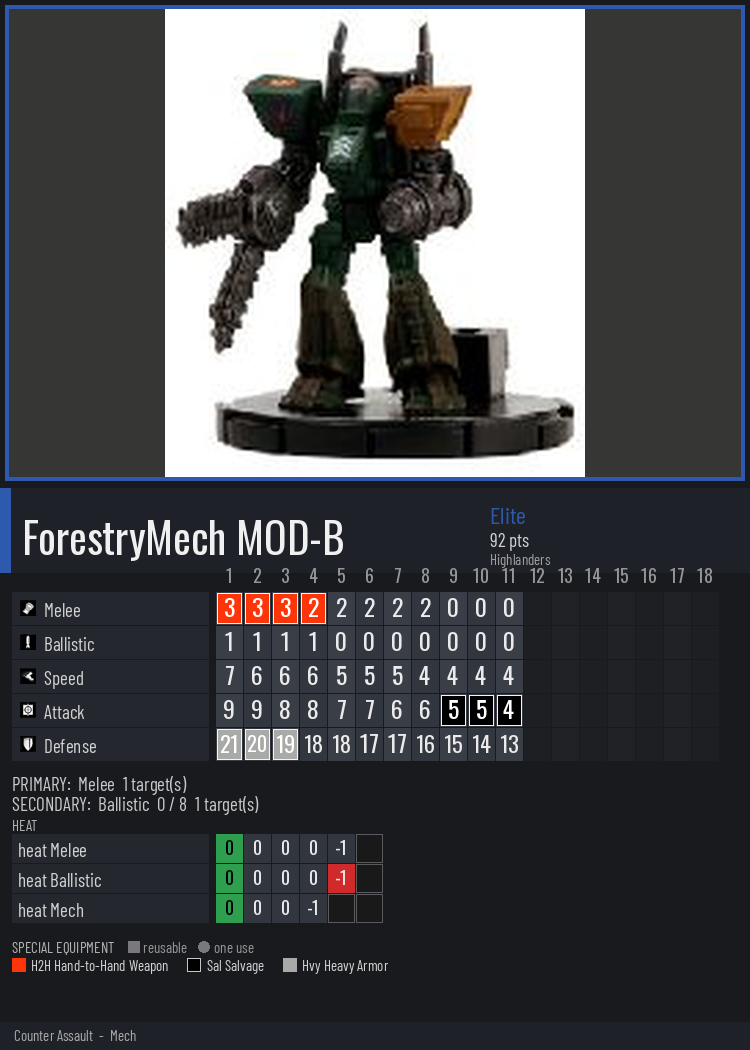 ForestryMech MOD-B
Elite
92 pts
Highlanders
1 2 3 4 5 6 7 8 9 10 11 12 13 14 15 16 17 18
Melee 3 3 3 2 2 2 2 2 0 0 0
Ballistic 1 1 1 1 0 0 0 0 0 0 0
Speed 7 6 6 6 5 5 5 4 4 4 4
Attack 9 9 8 8 7 7 6 6 5 5 4
Defense 21 20 19 18 18 17 17 16 15 14 13
PRIMARY: Melee 1 target(s)
SECONDARY: Ballistic 0 / 8 1 target(s)
HEAT
heat Melee 0 0 0 0 -1
heat Ballistic 0 0 0 0 -1
heat Mech 0 0 0 -1
SPECIAL EQUIPMENT reusable one use
H2H Hand-to-Hand Weapon Sal Salvage Hvy Heavy Armor
Counter Assault - Mech